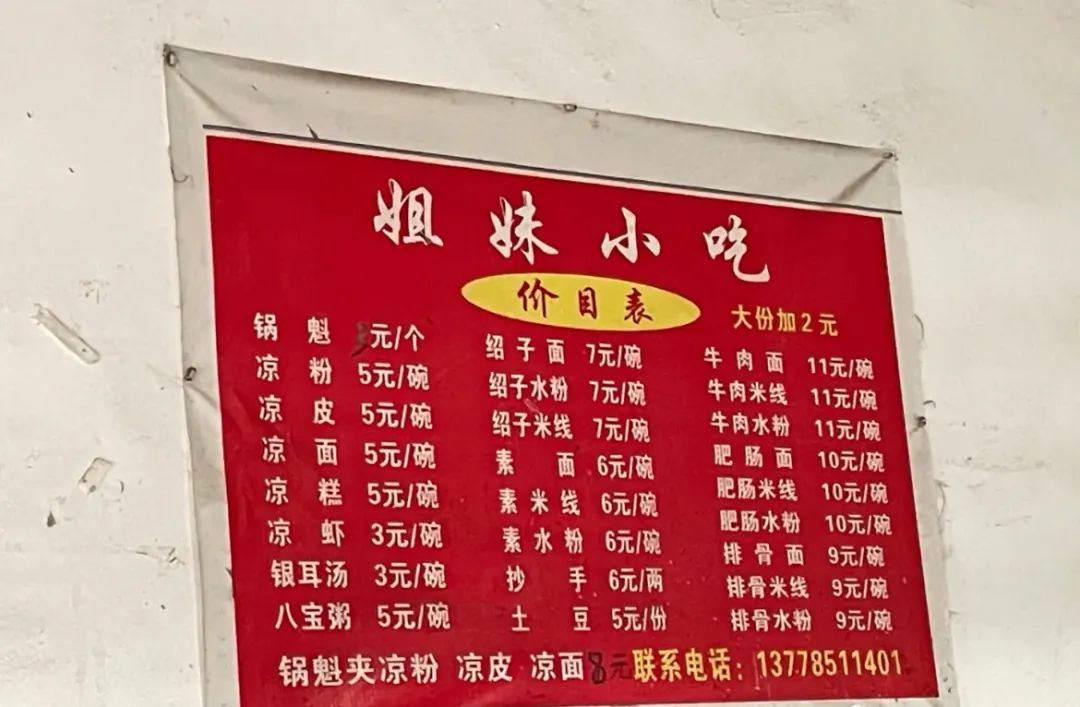 姐妹小吃
价目表
大份加2元
锅魁 3元/个
凉粉 5元/碗
凉皮 5元/碗
凉面 5元/碗
凉糕 5元/碗
凉虾 3元/碗
银耳汤 3元/碗
八宝粥 5元/碗
绍子面 7元/碗
绍子水粉 7元/碗
绍子米线 7元/碗
素面 6元/碗
素米线 6元/碗
素水粉 6元/碗
抄手 6元/两
土豆 5元/份
牛肉面 11元/碗
牛肉米线 11元/碗
牛肉水粉 11元/碗
肥肠面 10元/碗
肥肠米线 10元/碗
肥肠水粉 10元/碗
排骨面 9元/碗
排骨米线 9元/碗
排骨水粉 9元/碗
锅魁夹凉粉 凉皮 凉面8元 联系电话：13778511401